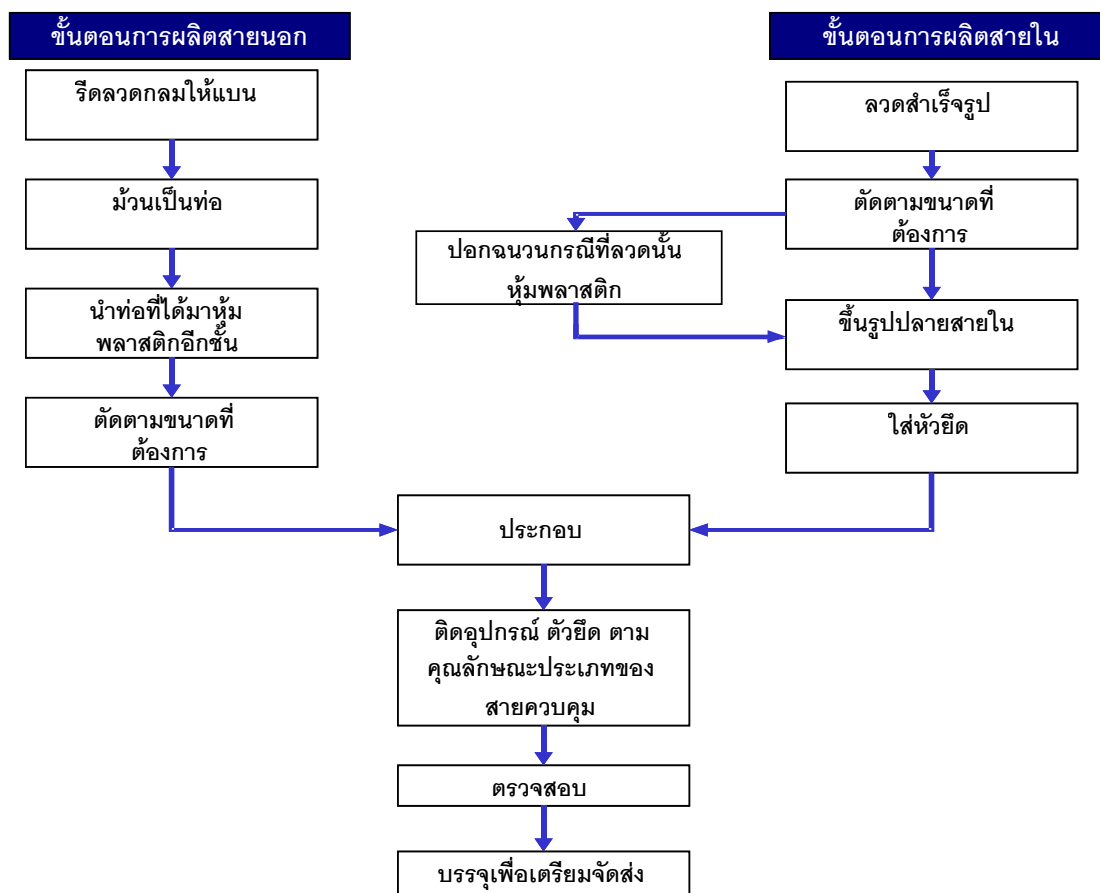 ขั้นตอนการผลิตสายนอก
รีดลวดกลมให้แบน
ม้วนเป็นท่อ
นำท่อที่ได้มาหุ้ม
พลาสติกอีกชั้น
ตัดตามขนาดที่
ต้องการ
ขั้นตอนการผลิตสายใน
ลวดสำเร็จรูป
ตัดตามขนาดที่
ต้องการ
ปอกฉนวนกรณีที่ลวดนั้น
หุ้มพลาสติก
ขึ้นรูปปลายสายใน
ใส่หัวยึด
ประกอบ
ติดอุปกรณ์ ตัวยึด ตาม
คุณลักษณะประเภทของ
สายควบคุม
ตรวจสอบ
บรรจุเพื่อเตรียมจัดส่ง